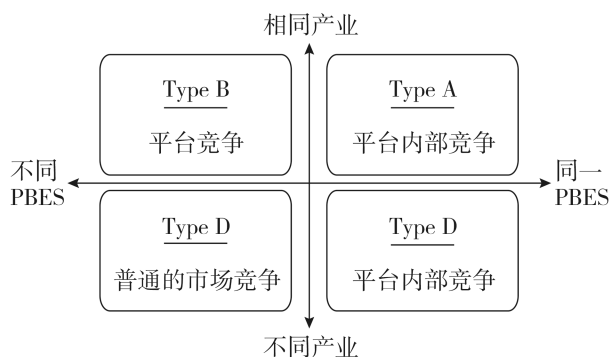 相同产业
Type B
平台竞争
Type A
平台内部竞争
不同
PBES
同一
PBES
Type D
普通的市场竞争
Type D
平台内部竞争
不同产业